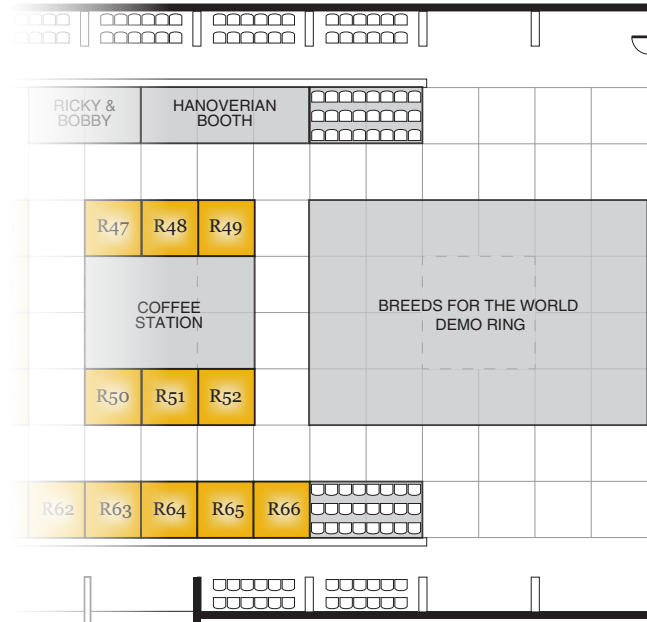 RICKY &
BOBBY
HANOVERIAN
BOOTH
R47
R48
R49
COFFEE
STATION
BREEDS FOR THE WORLD
DEMO RING
R50
R51
R52
R62
R63
R64
R65
R66